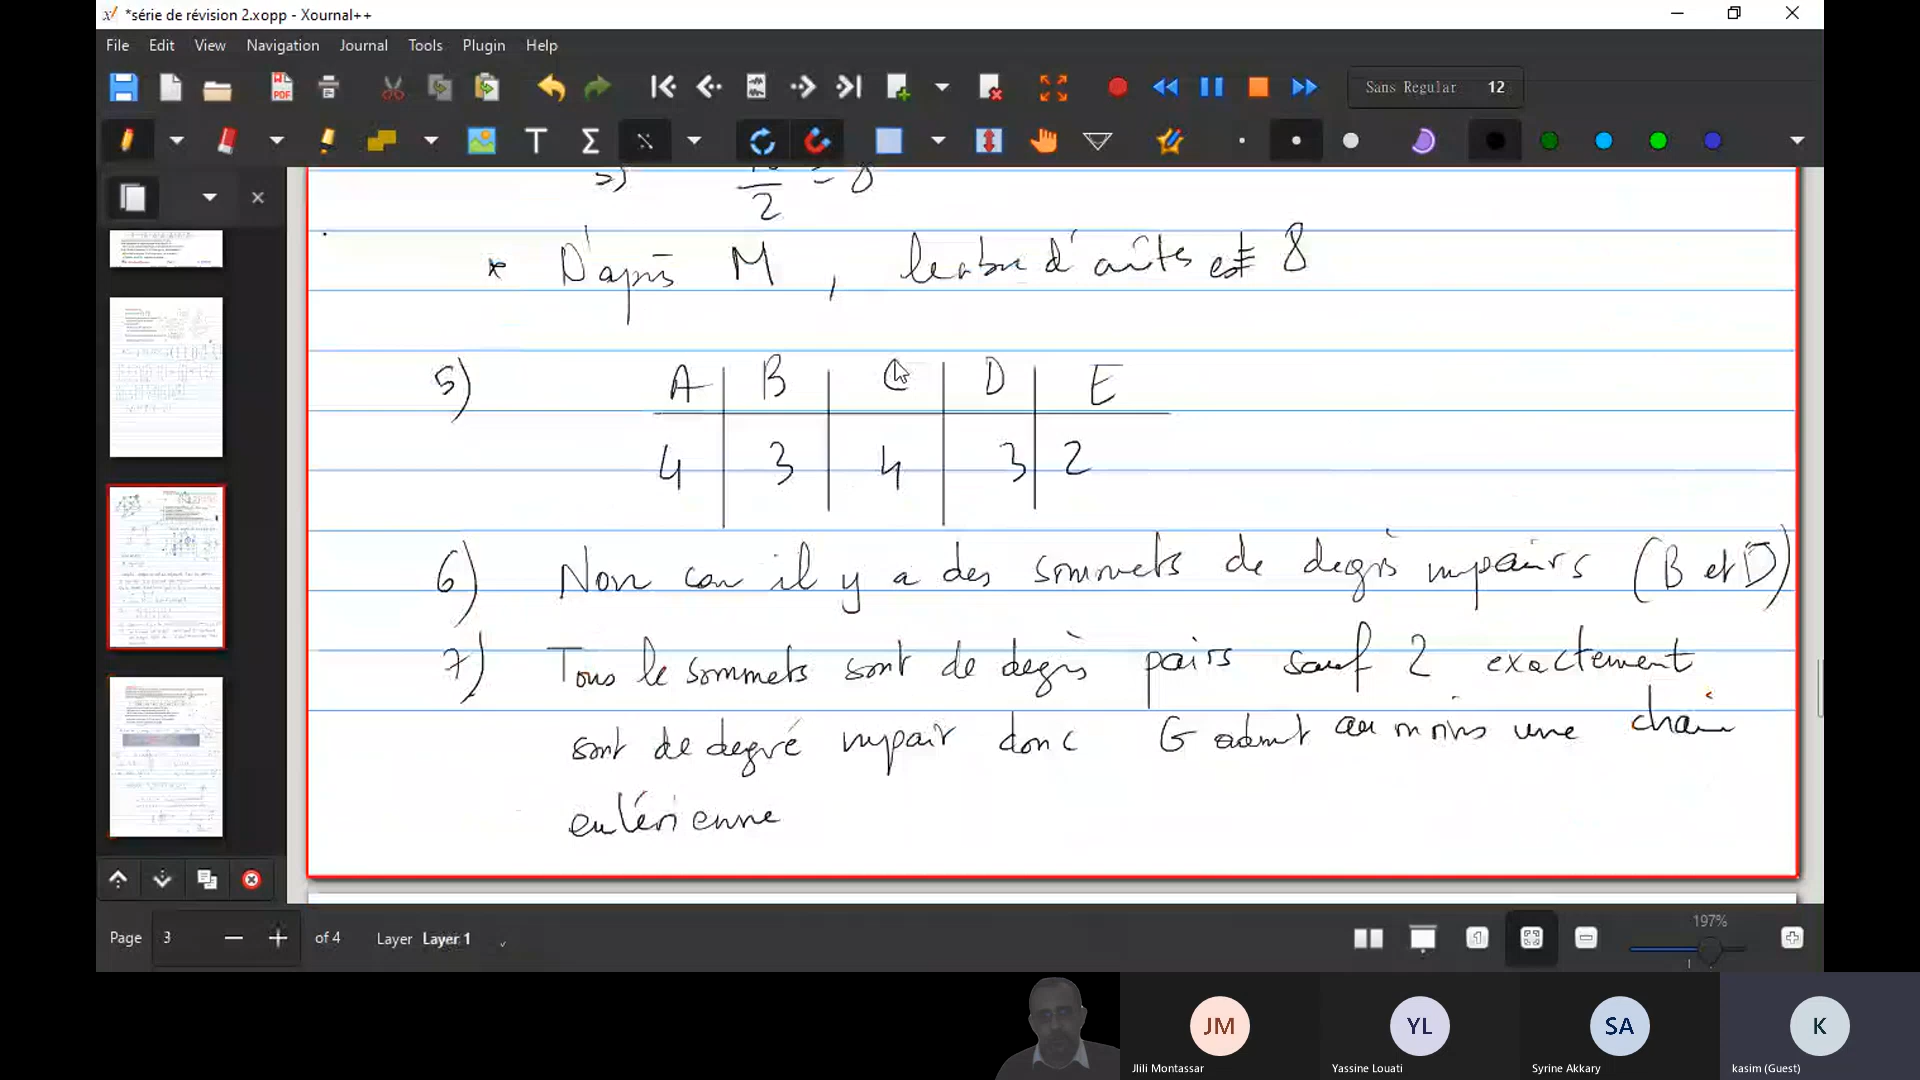 *série de révision 2.xopp - Xournal++
File Edit View Navigation Journal Tools Plugin Help
Sans Regular 12
2 = 8
* D'après M, le nbre d'arêtes est 8
5) A B C D E
4 3 4 3 2
6) Non car il y a des sommets de degrés impairs (B et D)
7) Tous le sommets sont de degrés pairs sauf 2 exactement
sont de degré impair donc G admet au moins une chaine
eulérienne
Page 3 of 4 Layer Layer 1
197%
JM YL SA K
Jlili Montassar Yassine Louati Syrine Akkary kasim (Guest)